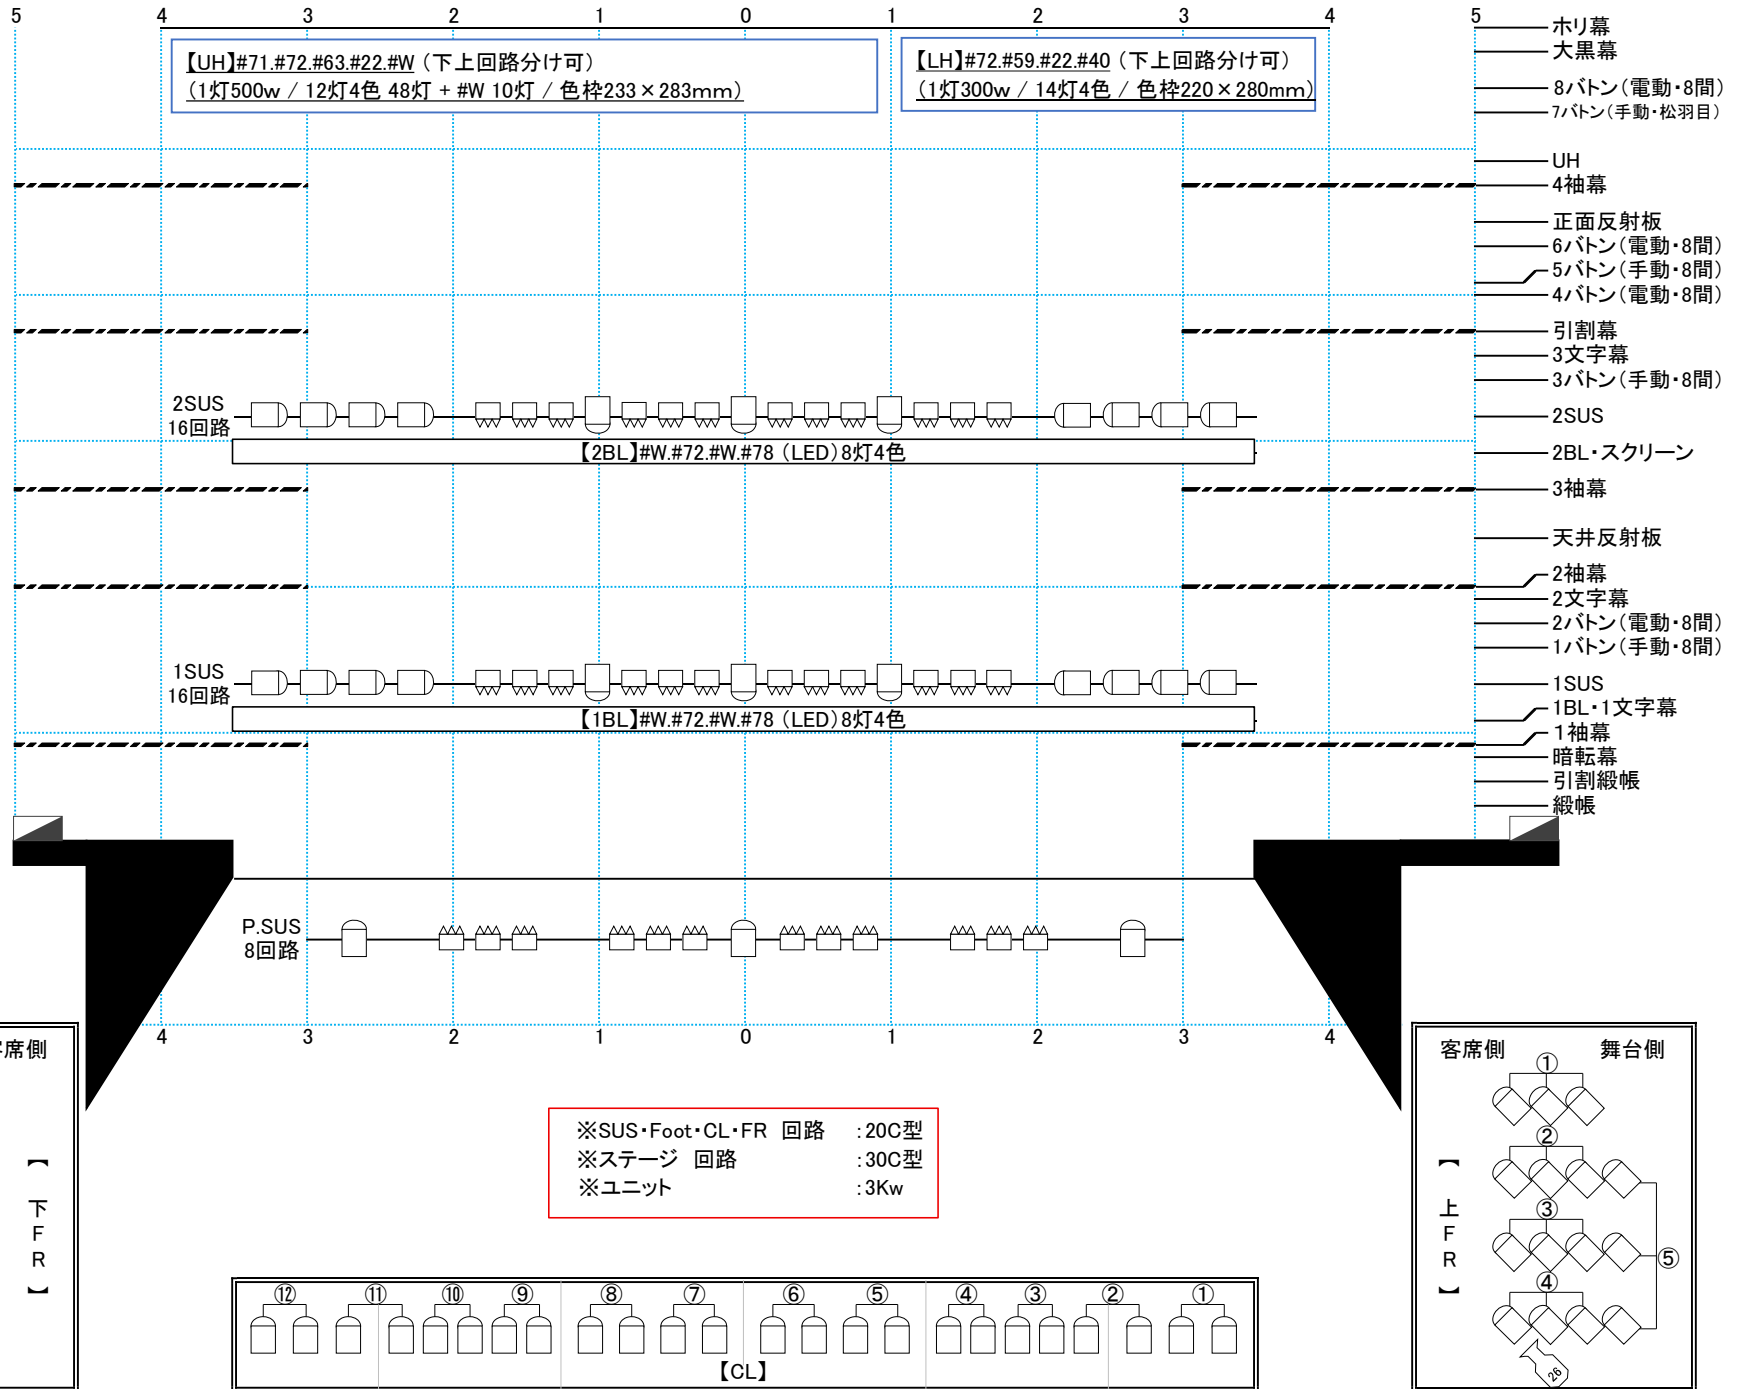 5 4 3 2 1 0 1 2 3 4 5
【UH】#71.#72.#63.#22.#W (下上回路分け可)
(1灯500w / 12灯4色 48灯 + #W 10灯 / 色枠233×283mm)
【LH】#72.#59.#22.#40 (下上回路分け可)
(1灯300w / 14灯4色 / 色枠220×280mm)
ホリ幕
大黒幕
8バトン(電動・8間)
7バトン(手動・松羽目)
UH
4袖幕
正面反射板
6バトン(電動・8間)
5バトン(手動・8間)
4バトン(電動・8間)
引割幕
3文字幕
3バトン(手動・8間)
2SUS
2BL・スクリーン
3袖幕
天井反射板
2袖幕
2文字幕
2バトン(電動・8間)
1バトン(手動・8間)
1SUS
1BL・1文字幕
1袖幕
暗転幕
引割緞帳
緞帳
2SUS
16回路
【2BL】#W.#72.#W.#78 (LED)8灯4色
1SUS
16回路
【1BL】#W.#72.#W.#78 (LED)8灯4色
P.SUS
8回路
4 3 2 1 0 1 2 3 4
席側
【下FR】
※SUS・Foot・CL・FR 回路 :20C型
※ステージ 回路 :30C型
※ユニット :3Kw
客席側 舞台側
①
②
③
④
⑤
【上FR】
26
⑫ ⑪ ⑩ ⑨ ⑧ ⑦ ⑥ ⑤ ④ ③ ② ①
【CL】